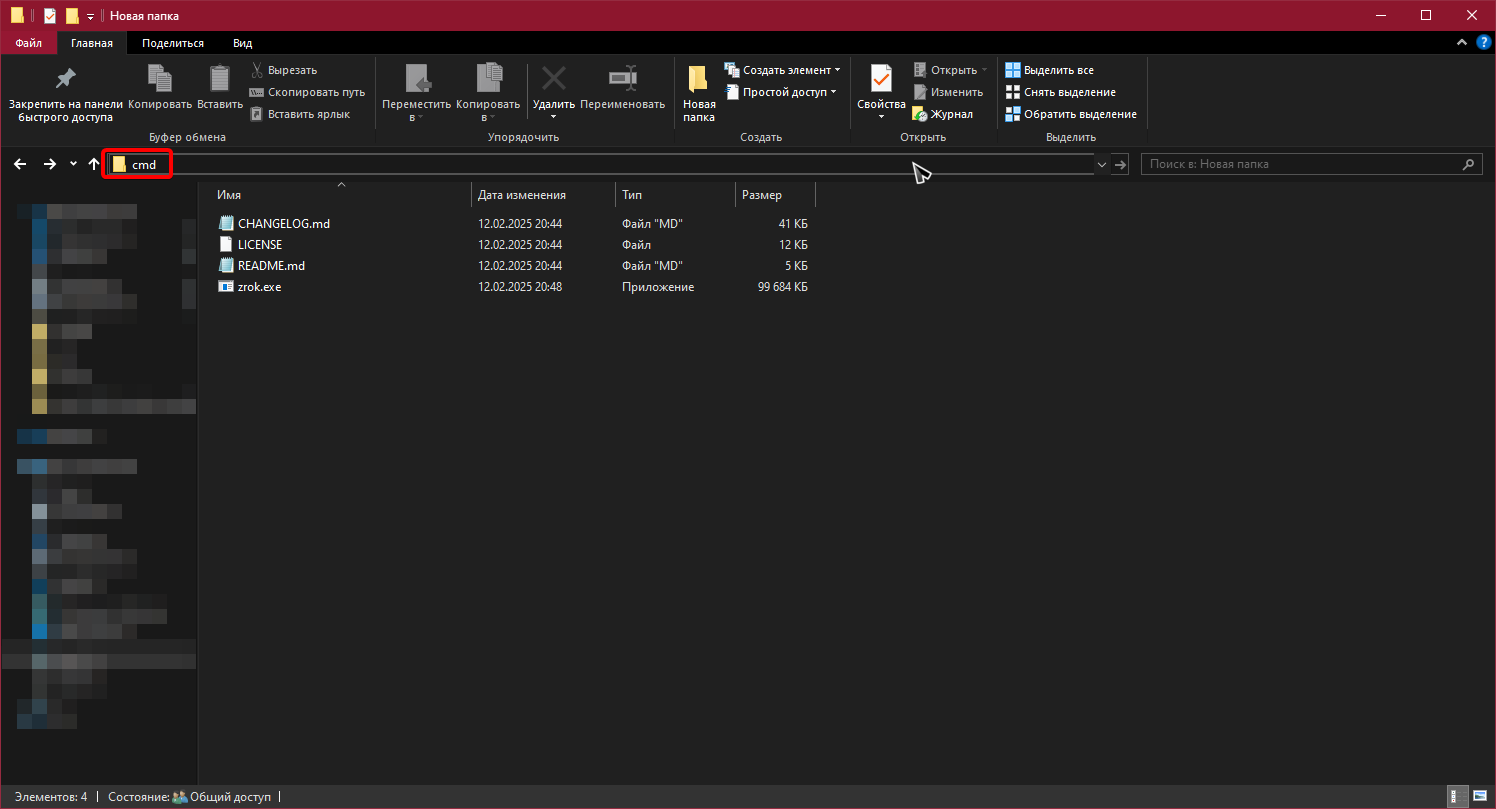 Новая папка
Файл Главная Поделиться Вид
Закрепить на панели быстрого доступа
Копировать
Вставить
Вырезать
Скопировать путь
Вставить ярлык
Буфер обмена
Переместить в
Копировать в
Удалить
Переименовать
Упорядочить
Новая папка
Создать элемент
Простой доступ
Создать
Свойства
Открыть
Изменить
Журнал
Открыть
Выделить все
Снять выделение
Обратить выделение
Выделить
cmd
Поиск в: Новая папка
Имя Дата изменения Тип Размер
CHANGELOG.md 12.02.2025 20:44 Файл "MD" 41 КБ
LICENSE 12.02.2025 20:44 Файл 12 КБ
README.md 12.02.2025 20:44 Файл "MD" 5 КБ
zrok.exe 12.02.2025 20:48 Приложение 99 684 КБ
Элементов: 4 Состояние: Общий доступ